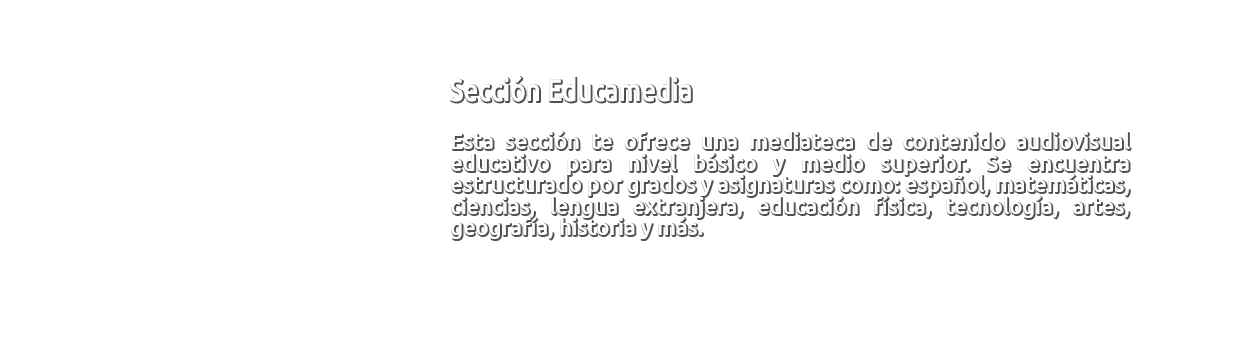 Sección Educamedia
Esta sección te ofrece una mediateca de contenido audiovisual
educativo para nivel básico y medio superior. Se encuentra
estructurado por grados y asignaturas como: español, matemáticas,
ciencias, lengua extranjera, educación física, tecnología, artes,
geografía, historia y más.